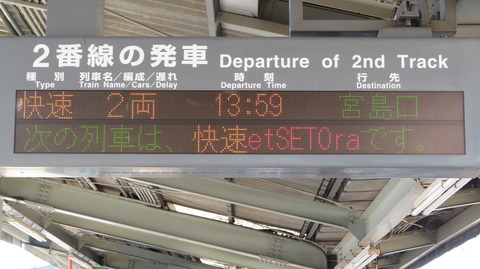 2番線の発車 Departure of 2nd Track
種別 列車名/編成/遅れ 時刻 行先
Type Train Name/Cars/Delay Departure Time Destination
快速 2両 13:59 宮島口
次の列車は、快速etSETOraです。